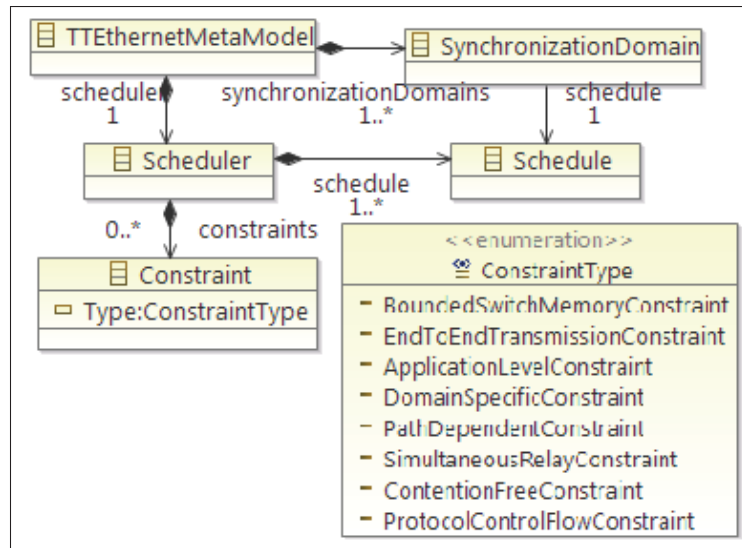 TTEthernetMetaModel
SynchronizationDomain
scheduler
synchronizationDomains
schedule
1
1..*
1
Scheduler
Schedule
schedule
1..*
0..*
constraints
Constraint
Type:ConstraintType
<<enumeration>>
ConstraintType
BoundedSwitchMemoryConstraint
EndToEndTransmissionConstraint
ApplicationLevelConstraint
DomainSpecificConstraint
PathDependentConstraint
SimultaneousRelayConstraint
ContentionFreeConstraint
ProtocolControlFlowConstraint